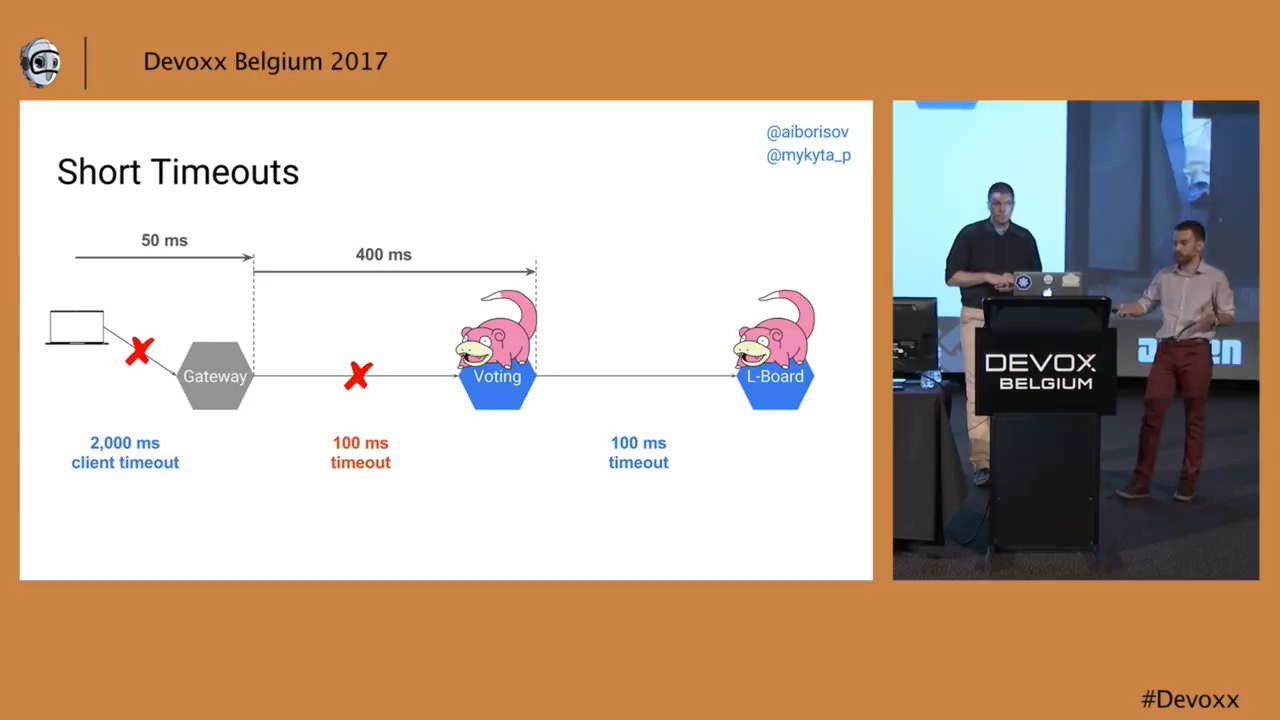 Devoxx Belgium 2017
@aiborisov
@mykyta_p
Short Timeouts
50 ms
400 ms
Gateway
Voting
L-Board
2,000 ms
client timeout
100 ms
timeout
100 ms
timeout
DEVOX
BELGIUM
#Devoxx